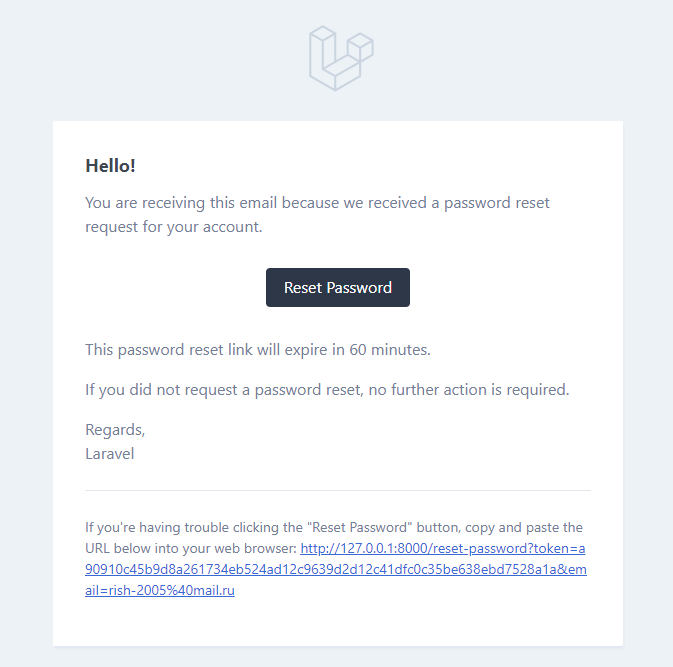 Hello!
You are receiving this email because we received a password reset
request for your account.
Reset Password
This password reset link will expire in 60 minutes.
If you did not request a password reset, no further action is required.
Regards,
Laravel
If you're having trouble clicking the "Reset Password" button, copy and paste the
URL below into your web browser: http://127.0.0.1:8000/reset-password?token=a
90910c45b9d8a261734eb524ad12c9639d2d12c41dfc0c35be638ebd7528a1a&em
ail=rish-2005%40mail.ru